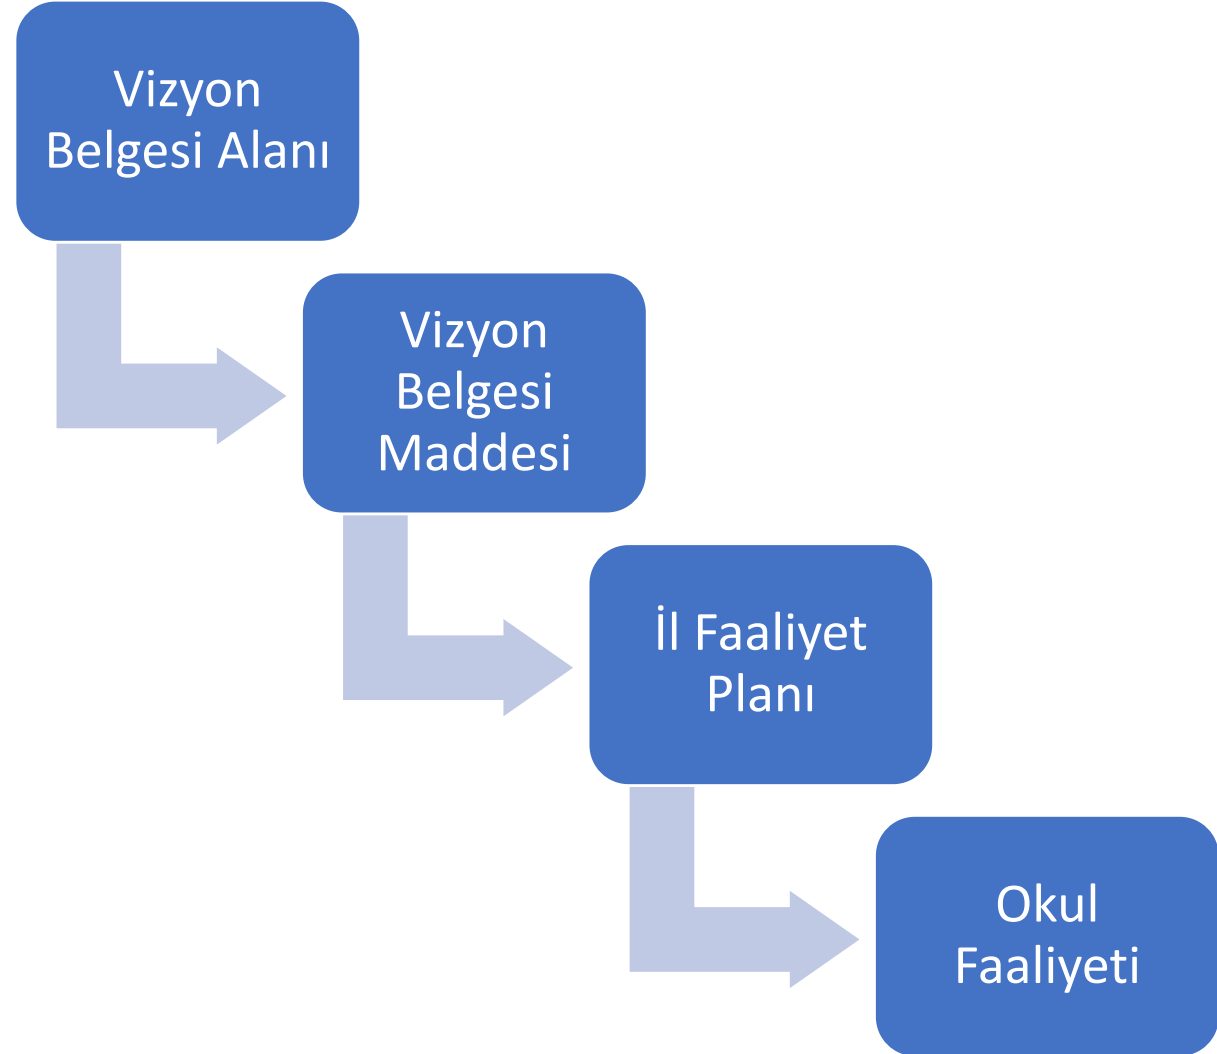 Vizyon
Belgesi Alanı
Vizyon
Belgesi
Maddesi
İl Faaliyet
Planı
Okul
Faaliyeti